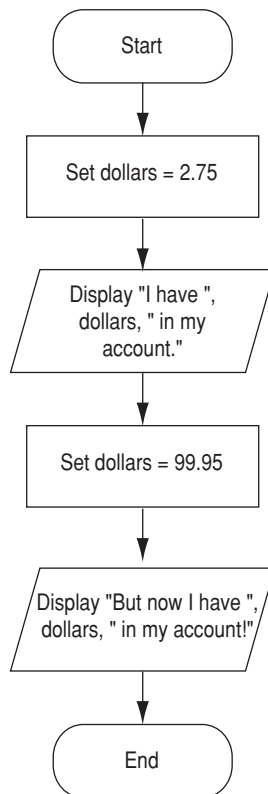 Start
Set dollars = 2.75
Display "I have ",
dollars, " in my
account."
Set dollars = 99.95
Display "But now I have ",
dollars, " in my account!"
End